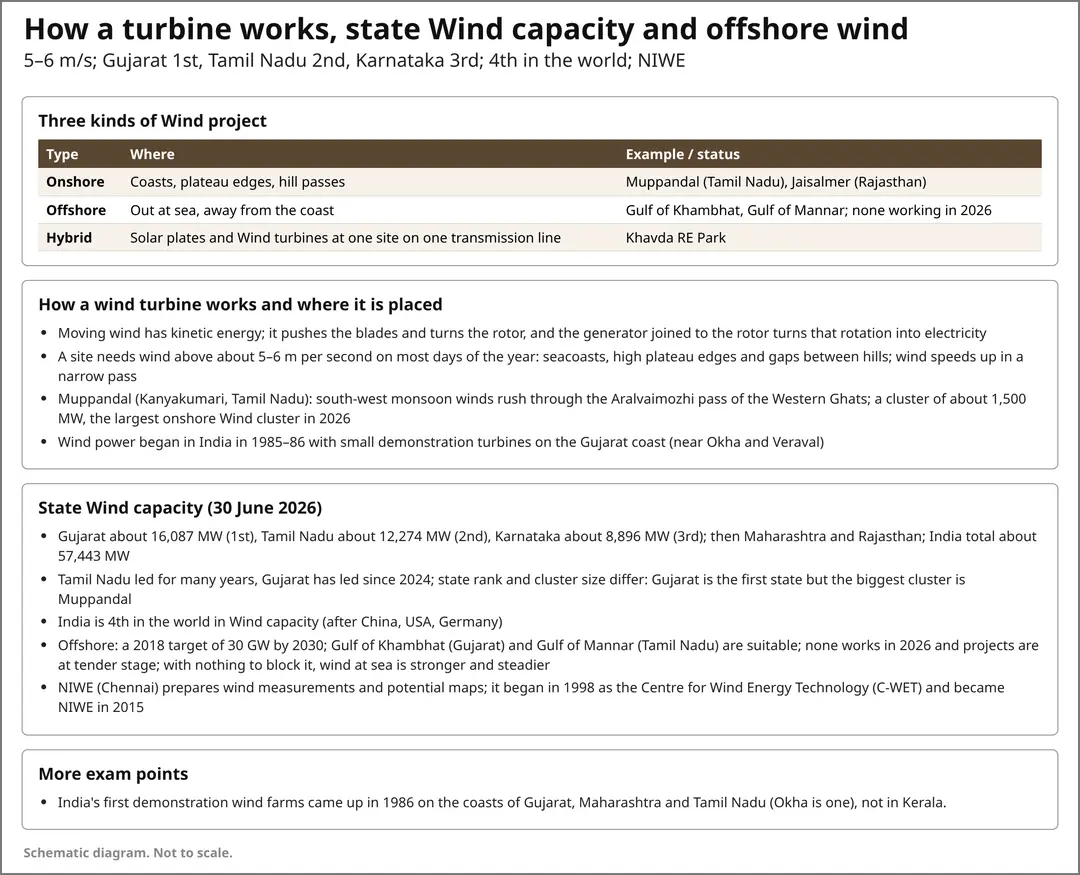 How a turbine works, state Wind capacity and offshore wind
5–6 m/s; Gujarat 1st, Tamil Nadu 2nd, Karnataka 3rd; 4th in the world; NIWE
Three kinds of Wind project
Type Where Example / status
Onshore Coasts, plateau edges, hill passes Muppandal (Tamil Nadu), Jaisalmer (Rajasthan)
Offshore Out at sea, away from the coast Gulf of Khambhat, Gulf of Mannar; none working in 2026
Hybrid Solar plates and Wind turbines at one site on one transmission line Khavda RE Park
How a wind turbine works and where it is placed
• Moving wind has kinetic energy; it pushes the blades and turns the rotor, and the generator joined to the rotor turns that rotation into electricity
• A site needs wind above about 5–6 m per second on most days of the year: seacoasts, high plateau edges and gaps between hills; wind speeds up in a
narrow pass
• Muppandal (Kanyakumari, Tamil Nadu): south-west monsoon winds rush through the Aralvaimozhi pass of the Western Ghats; a cluster of about 1,500
MW, the largest onshore Wind cluster in 2026
• Wind power began in India in 1985–86 with small demonstration turbines on the Gujarat coast (near Okha and Veraval)
State Wind capacity (30 June 2026)
• Gujarat about 16,087 MW (1st), Tamil Nadu about 12,274 MW (2nd), Karnataka about 8,896 MW (3rd); then Maharashtra and Rajasthan; India total about
57,443 MW
• Tamil Nadu led for many years, Gujarat has led since 2024; state rank and cluster size differ: Gujarat is the first state but the biggest cluster is
Muppandal
• India is 4th in the world in Wind capacity (after China, USA, Germany)
• Offshore: a 2018 target of 30 GW by 2030; Gulf of Khambhat (Gujarat) and Gulf of Mannar (Tamil Nadu) are suitable; none works in 2026 and projects are
at tender stage; with nothing to block it, wind at sea is stronger and steadier
• NIWE (Chennai) prepares wind measurements and potential maps; it began in 1998 as the Centre for Wind Energy Technology (C-WET) and became
NIWE in 2015
More exam points
• India's first demonstration wind farms came up in 1986 on the coasts of Gujarat, Maharashtra and Tamil Nadu (Okha is one), not in Kerala.
Schematic diagram. Not to scale.